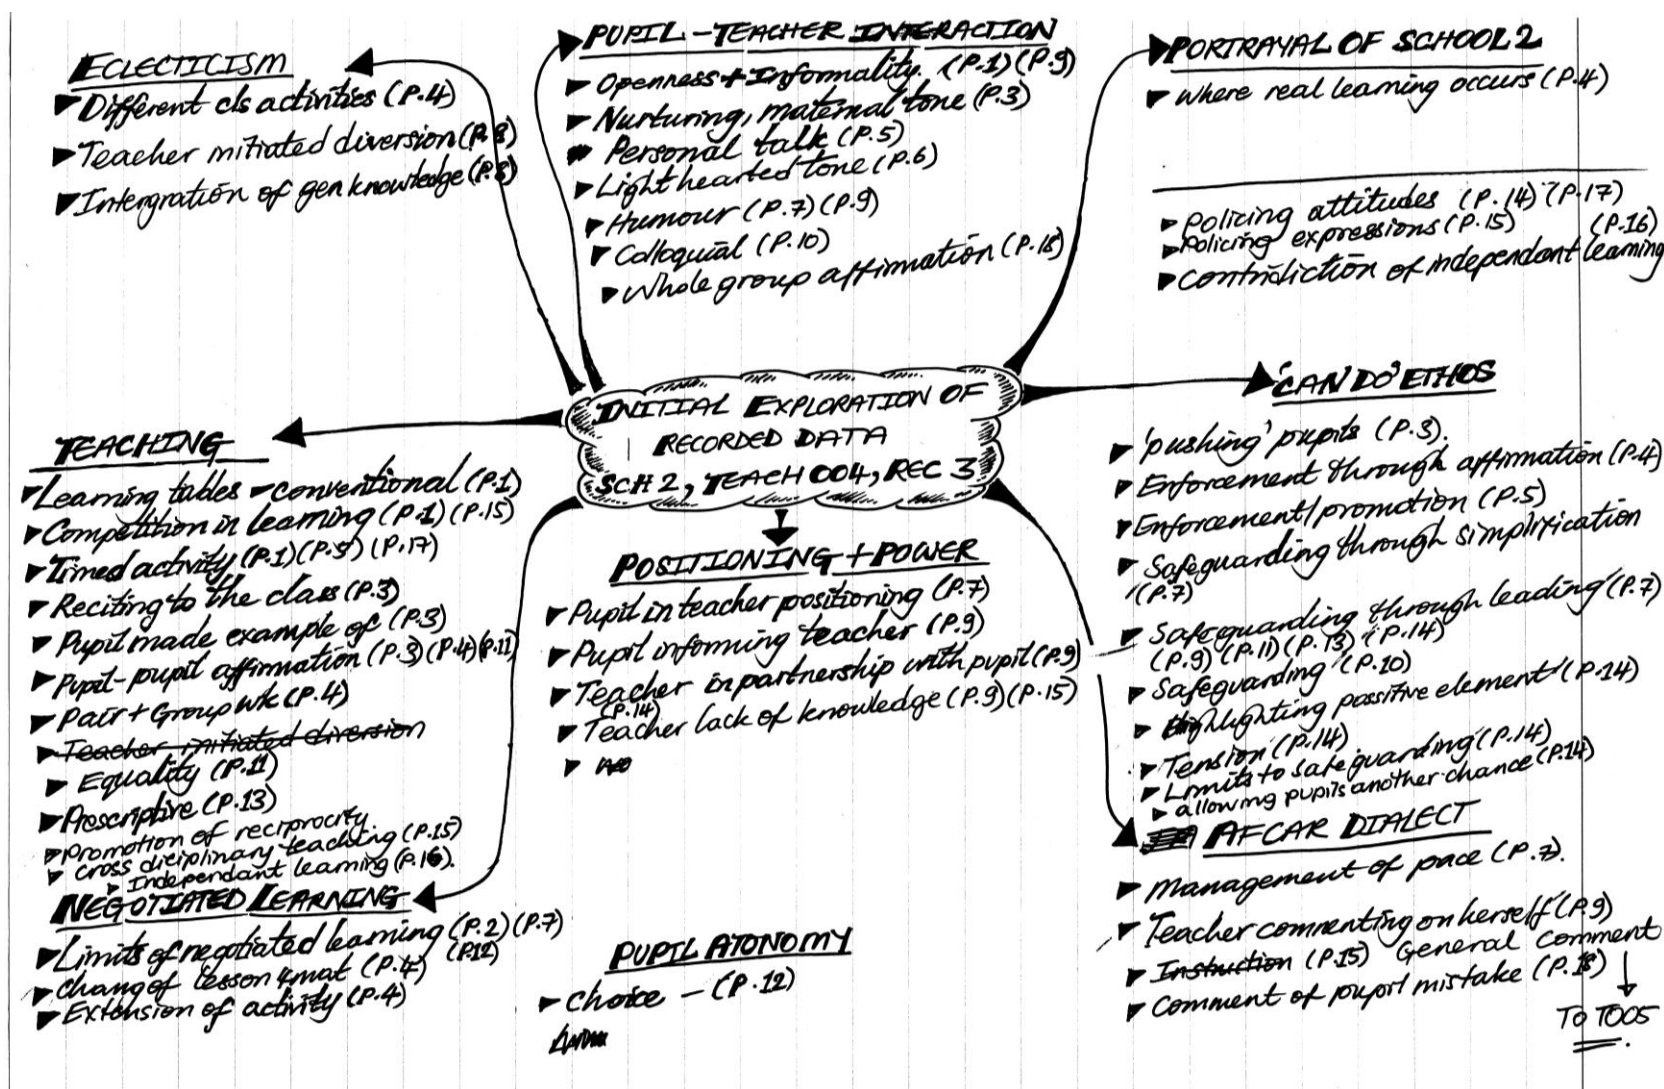 ECLECTICISM
Different cls activities (P.4)
Teacher mitiated diversion (P.8)
Intergration of gen knowledge (P.8)
PUPIL - TEACHER INTERACTION
Openness + Informality. (P.1) (P.9)
Nurturing, maternal tone (P.3)
Personal talk (P.5)
Light hearted tone (P.6)
Humour (P.7) (P.9)
Colloquial (P.10)
Whole group affirmation (P.18)
PORTRAYAL OF SCHOOL 2
where real learning occurs (P.4)
Policing attitudes (P.14) (P.17)
Policing expressions (P.15) (P.16)
Contridiction of independant learning
INITIAL EXPLORATION OF
RECORDED DATA
SCH 2, TEACH 004, REC 3
'CAN DO' ETHOS
'pushing' pupils (P.3).
Enforcement through affirmation (P.4)
Enforcement/promotion (P.5)
Safeguarding through simplification
(P.7)
Safeguarding through leading (P.7)
(P.9) (P.11) (P.13) (P.14)
Safeguarding (P.10)
Highlighting possitive element (P.14)
Tension (P.14)
Limits to safeguarding (P.14)
allowing pupils another chance (P.14)
TEACHING
Learning tables - conventional (P.1)
Competition in learning (P.1) (P.15)
Timed activity (P.1) (P.3) (P.17)
Reciting to the class (P.3)
Pupil made example of (P.3)
Pupil-pupil affirmation (P.3) (P.4) (P.11)
Pair + Group wk (P.4)
Teacher initiated diversion
Equality (P.11)
Prescriptive (P.13)
Promotion of reciprocity
cross diciplinary teaching (P.15)
Independant learning (P.16).
POSITIONING + POWER
Pupil in teacher positioning (P.7)
Pupil informing teacher (P.9)
Teacher in partnership with pupil (P.9)
(P.14)
Teacher lack of knowledge (P.9) (P.15)
NEGOTIATED LEARNING
Limits of negotiated learning (P.2) (P.7)
(P.12)
Chang of lesson 4mat (P.4)
Extension of activity (P.4)
PUPIL ATONOMY
Choice - (P.12)
AFCAR DIALECT
Management of pace (P.7).
Teacher commenting on herself (P.9)
Instruction (P.15) General Comment
Comment of pupil mistake (P.18)
TO T005